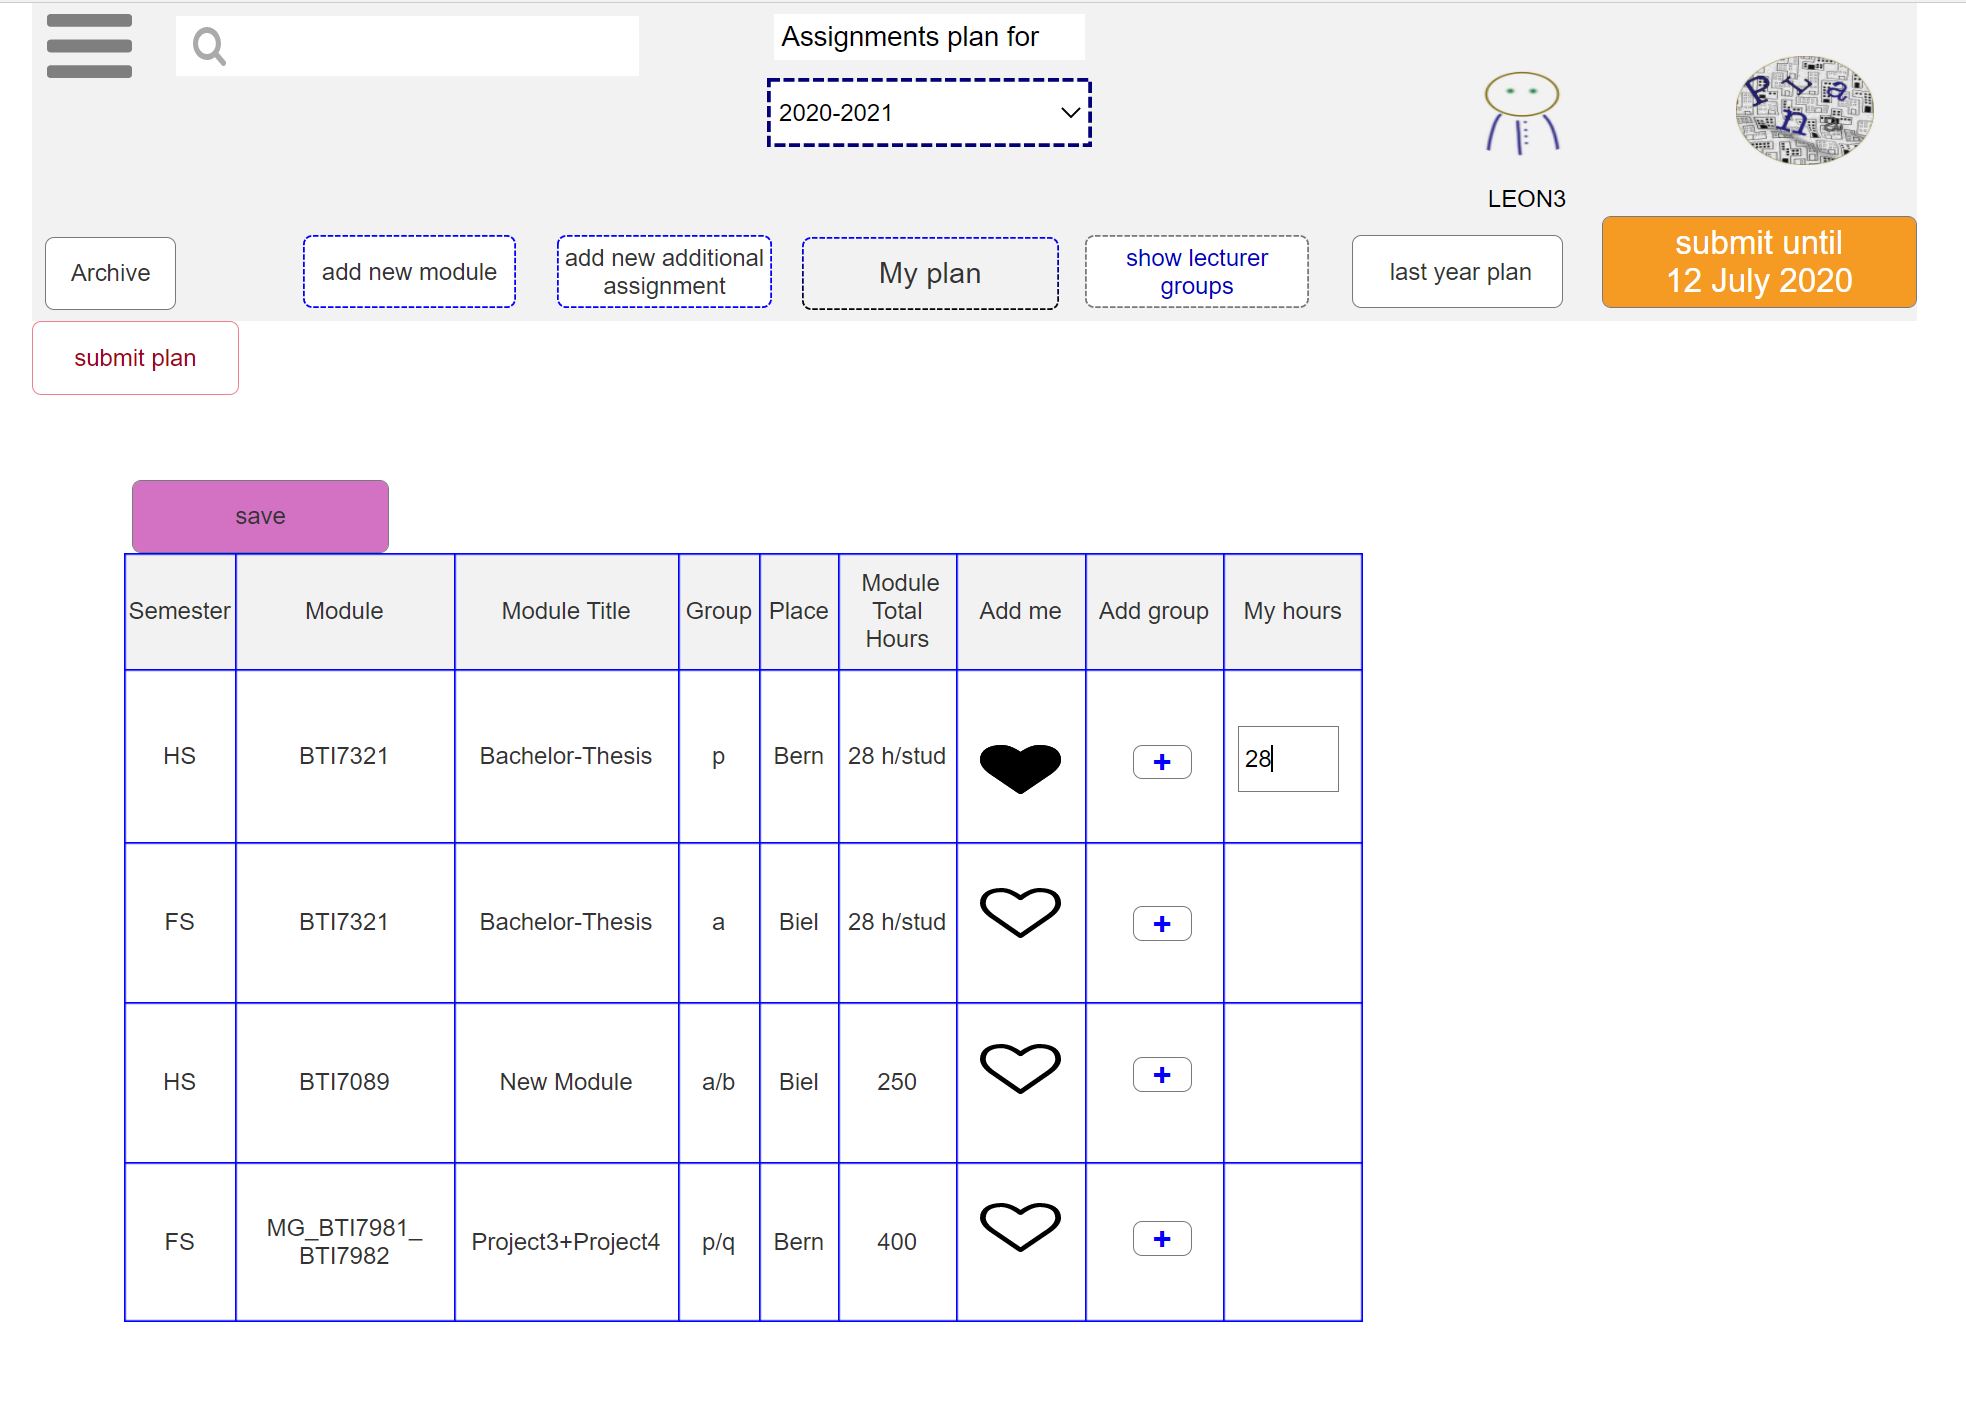 Assignments plan for
2020-2021
P L a
n
LEON3
Archive
add new module
add new additional
assignment
My plan
show lecturer
groups
last year plan
submit until
12 July 2020
submit plan
save
Semester Module Module Title Group Place Module Total Hours Add me Add group My hours
HS BTI7321 Bachelor-Thesis p Bern 28 h/stud + 28
FS BTI7321 Bachelor-Thesis a Biel 28 h/stud +
HS BTI7089 New Module a/b Biel 250 +
FS MG_BTI7981_BTI7982 Project3+Project4 p/q Bern 400 +